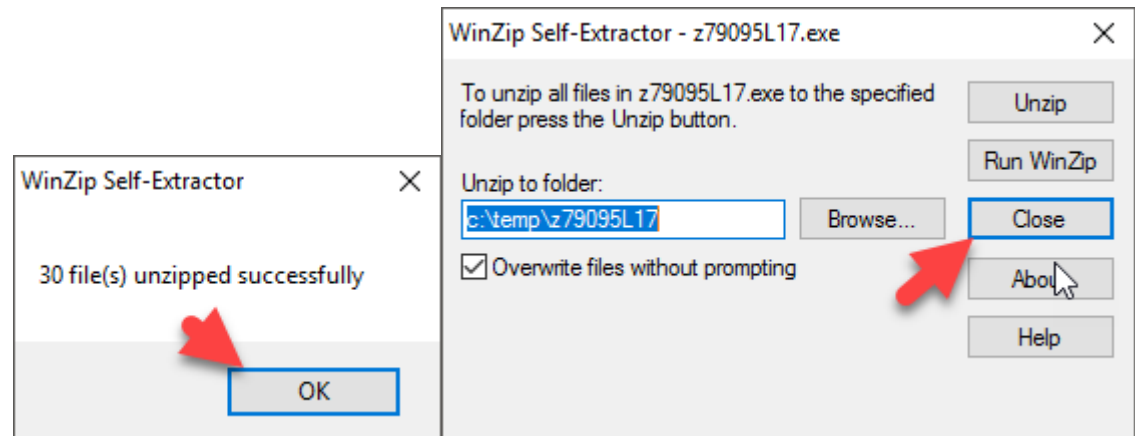 WinZip Self-Extractor
30 file(s) unzipped successfully
OK
WinZip Self-Extractor - z79095L17.exe
To unzip all files in z79095L17.exe to the specified
folder press the Unzip button.
Unzip to folder:
c:\temp\z79095L17
Browse...
Overwrite files without prompting
Unzip
Run WinZip
Close
Help